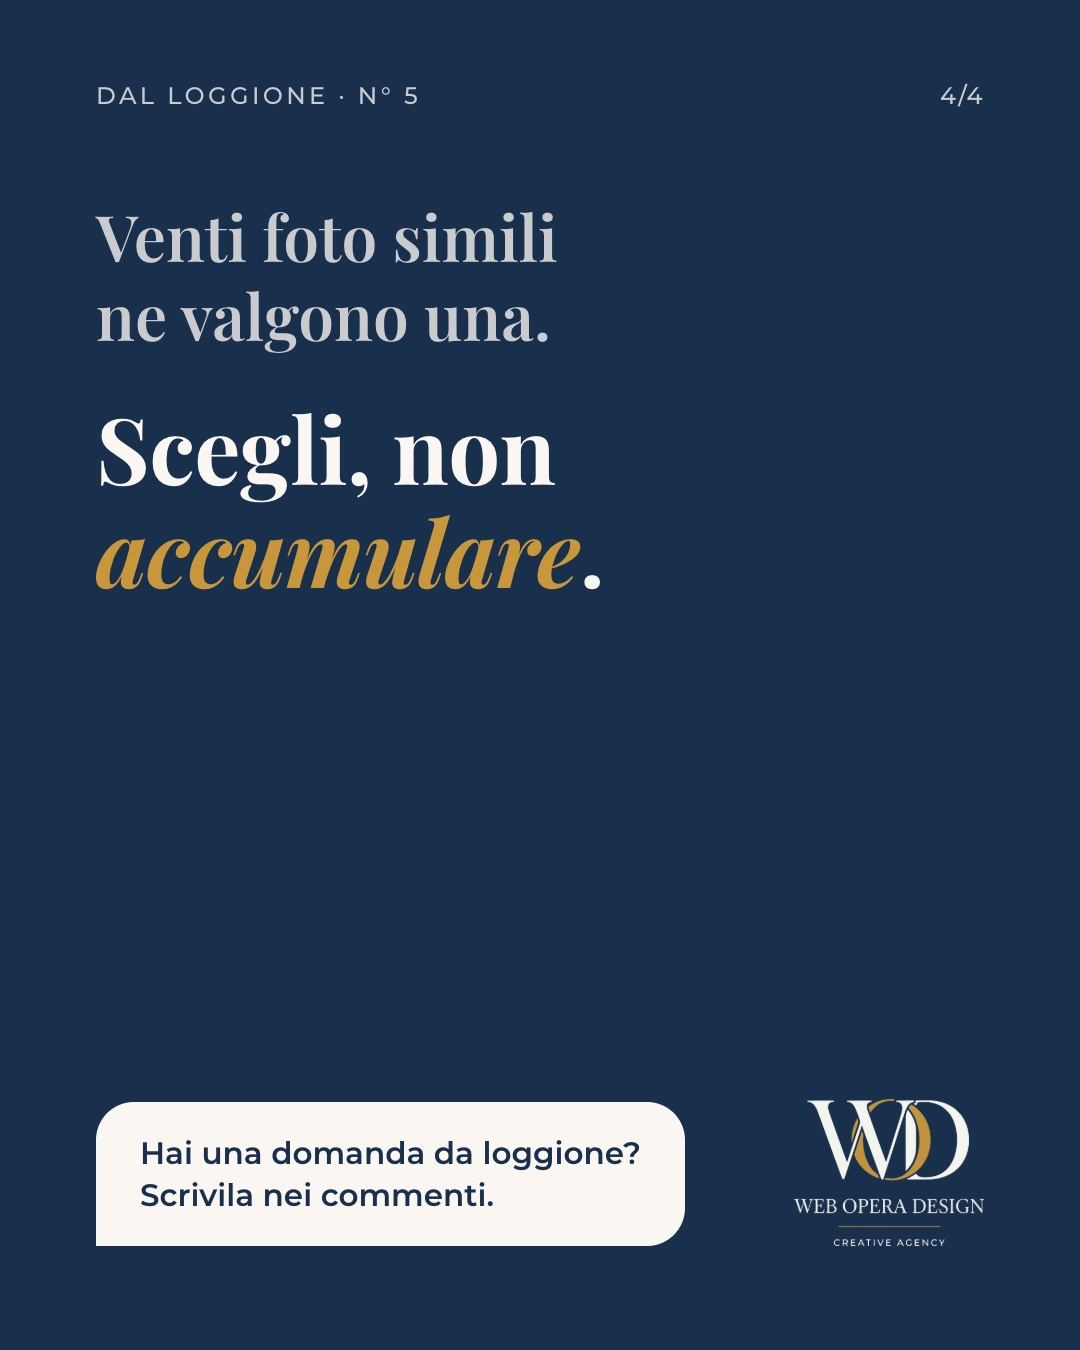 DAL LOGGIONE · N° 5
4/4
Venti foto simili
ne valgono una.
Scegli, non
accumulare.
Hai una domanda da loggione?
Scrivila nei commenti.
WOD
WEB OPERA DESIGN
CREATIVE AGENCY